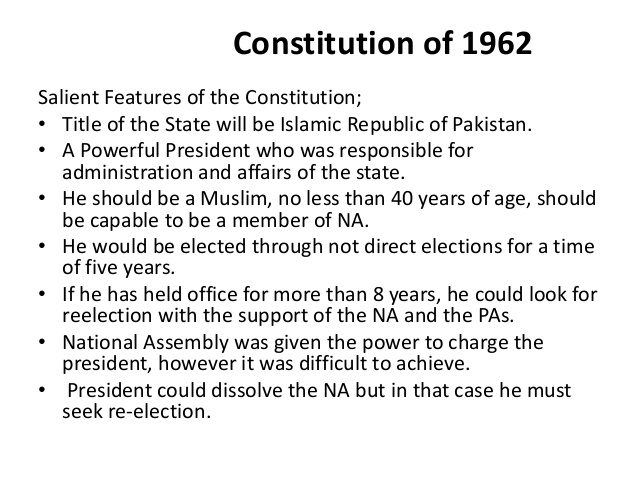 Constitution of 1962
Salient Features of the Constitution;
• Title of the State will be Islamic Republic of Pakistan.
• A Powerful President who was responsible for
administration and affairs of the state.
• He should be a Muslim, no less than 40 years of age, should
be capable to be a member of NA.
• He would be elected through not direct elections for a time
of five years.
• If he has held office for more than 8 years, he could look for
reelection with the support of the NA and the PAs.
• National Assembly was given the power to charge the
president, however it was difficult to achieve.
• President could dissolve the NA but in that case he must
seek re-election.